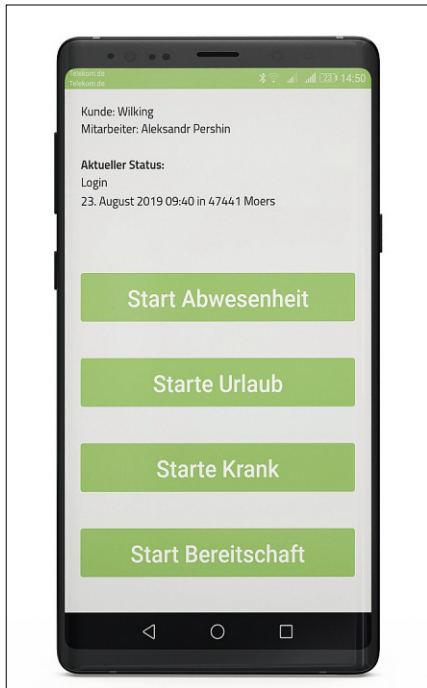 Telekom.de
Telekom.de
23 14:50
Kunde: Wilking
Mitarbeiter: Aleksandr Pershin
Aktueller Status:
Login
23. August 2019 09:40 in 47441 Moers
Start Abwesenheit
Starte Urlaub
Starte Krank
Start Bereitschaft